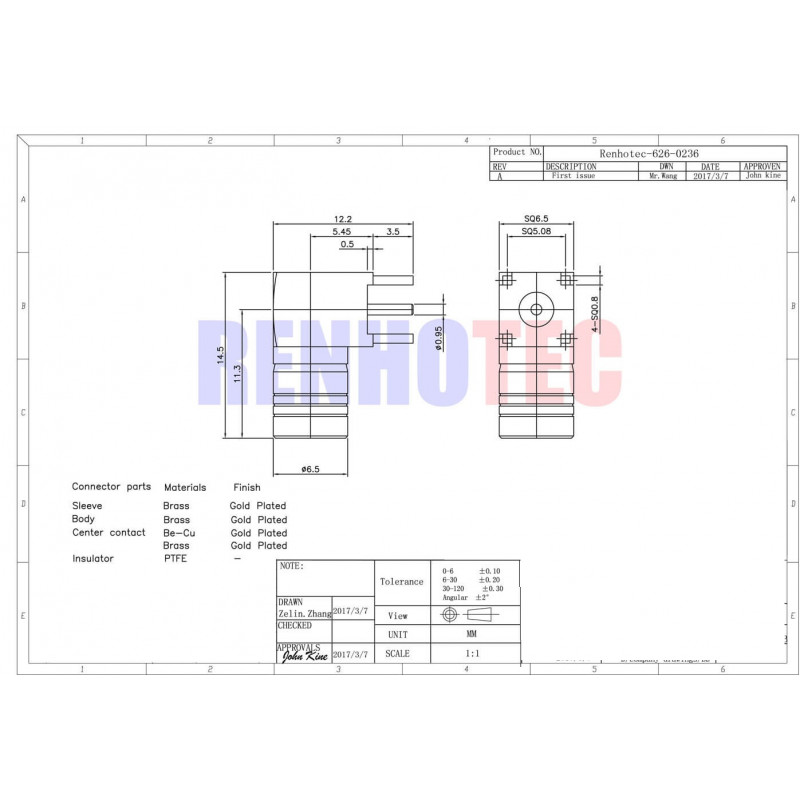 1 2 3 4 5 6
Product NO. Renhotec-626-0236
REV DESCRIPTION DWN DATE APPROVEN
A First issue Mr.Wang 2017/3/7 John kine
A A
12.2 SQ6.5
5.45 3.5 SQ5.08
0.5
B B
4-SQ0.8
ø0.95
14.5
11.3
RENHOTEC
C C
ø6.5
Connector parts Materials Finish
Sleeve Brass Gold Plated
Body Brass Gold Plated
Center contact Be-Cu Gold Plated
Brass Gold Plated
Insulator PTFE -
D D
NOTE:
Tolerance
0-6 ±0.10
6-30 ±0.20
30-120 ±0.30
Angular ±2°
DRAWN
Zelin.Zhang 2017/3/7
View
CHECKED
UNIT MM
APPROVALS
John Kine 2017/3/7
SCALE 1:1
E E
1 2 3 4 5 6